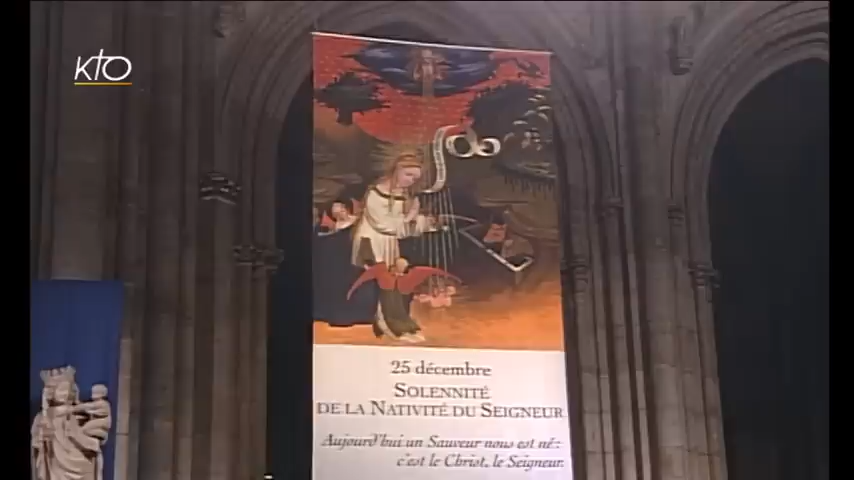 KTO
25 décembre
SOLENNITÉ
DE LA NATIVITÉ DU SEIGNEUR
Aujourd'hui un Sauveur nous est né :
c'est le Christ, le Seigneur.